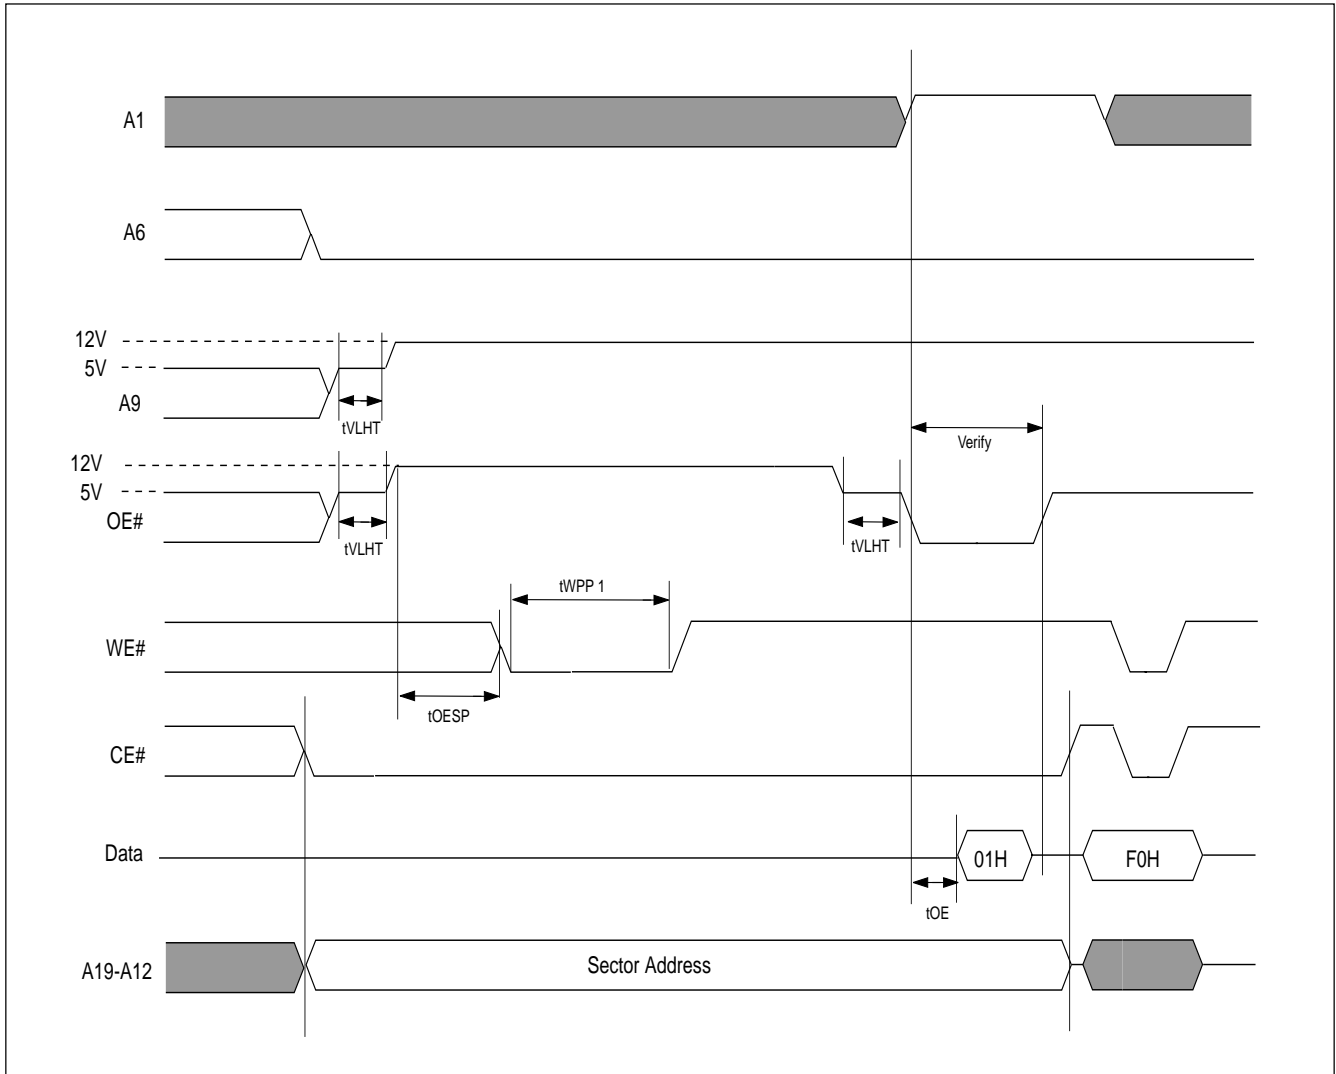 A1
A6
12V
5V
A9
tVLHT
Verify
12V
5V
OE#
tVLHT
tVLHT
tWPP 1
WE#
tOESP
CE#
Data
01H
F0H
tOE
A19-A12
Sector Address